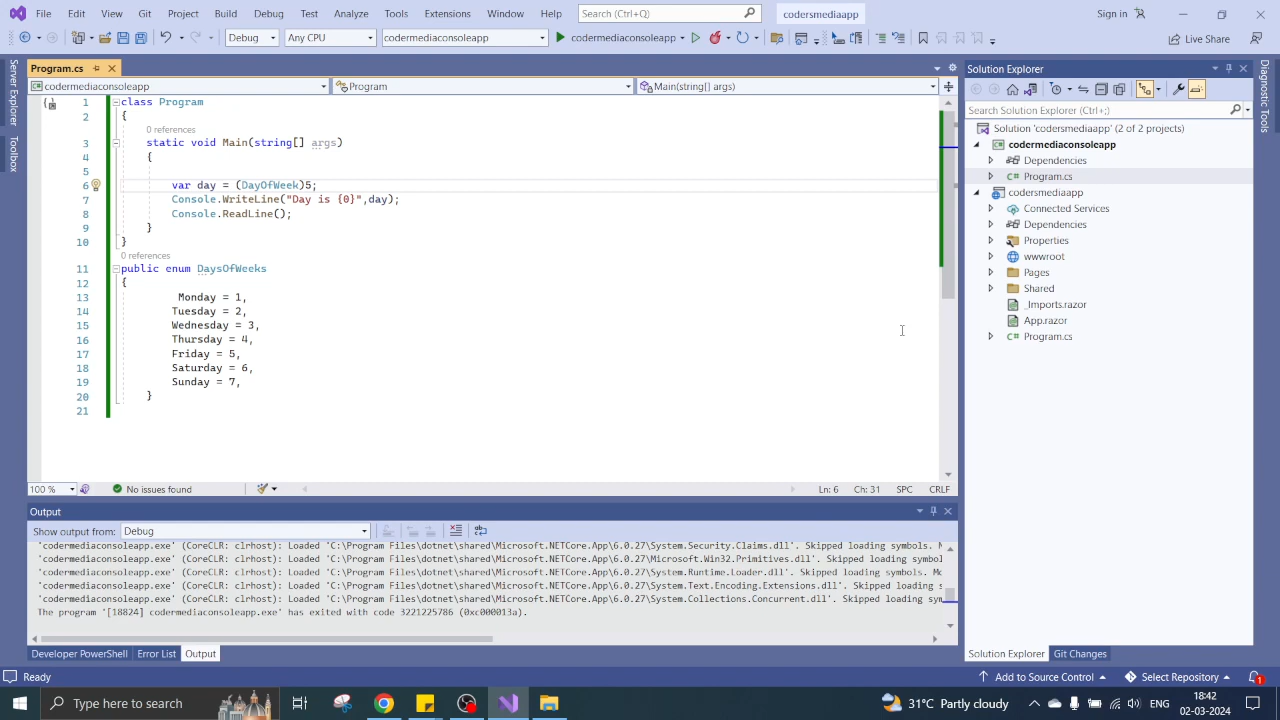 File Edit View Git Project Build Debug Test Analyze Tools Extensions Window Help Search (Ctrl+Q) codersmediaapp Sign in
Debug Any CPU codermediaconsoleapp codermediaconsoleapp Live Share
Server Explorer
Toolbox
Program.cs
codermediaconsoleapp Program Main(string[] args)
1 class Program
2 {
0 references
3 static void Main(string[] args)
4 {
5
6 var day = (DayOfWeek)5;
7 Console.WriteLine("Day is {0}",day);
8 Console.ReadLine();
9 }
10 }
0 references
11 public enum DaysOfWeeks
12 {
13 Monday = 1,
14 Tuesday = 2,
15 Wednesday = 3,
16 Thursday = 4,
17 Friday = 5,
18 Saturday = 6,
19 Sunday = 7,
20 }
21
100 % No issues found Ln: 6 Ch: 31 SPC CRLF
Output
Show output from: Debug
'codermediaconsoleapp.exe' (CoreCLR: clrhost): Loaded 'C:\Program Files\dotnet\shared\Microsoft.NETCore.App\6.0.27\System.Security.Claims.dll'. Skipped loading symbols.
'codermediaconsoleapp.exe' (CoreCLR: clrhost): Loaded 'C:\Program Files\dotnet\shared\Microsoft.NETCore.App\6.0.27\Microsoft.Win32.Primitives.dll'. Skipped loading symbols.
'codermediaconsoleapp.exe' (CoreCLR: clrhost): Loaded 'C:\Program Files\dotnet\shared\Microsoft.NETCore.App\6.0.27\System.Runtime.Loader.dll'. Skipped loading symbols.
'codermediaconsoleapp.exe' (CoreCLR: clrhost): Loaded 'C:\Program Files\dotnet\shared\Microsoft.NETCore.App\6.0.27\System.Text.Encoding.Extensions.dll'. Skipped loading
'codermediaconsoleapp.exe' (CoreCLR: clrhost): Loaded 'C:\Program Files\dotnet\shared\Microsoft.NETCore.App\6.0.27\System.Collections.Concurrent.dll'. Skipped loading
The program '[18824] codermediaconsoleapp.exe' has exited with code 3221225786 (0xc000013a).
Developer PowerShell Error List Output
Solution Explorer
Search Solution Explorer (Ctrl+;)
Solution 'codersmediaapp' (2 of 2 projects)
codermediaconsoleapp
Dependencies
C# Program.cs
codersmediaapp
Connected Services
Dependencies
Properties
wwwroot
Pages
Shared
_Imports.razor
App.razor
C# Program.cs
Solution Explorer Git Changes
Diagnostic Tools
Ready Add to Source Control Select Repository 1
Type here to search 31°C Partly cloudy ENG 18:42
02-03-2024